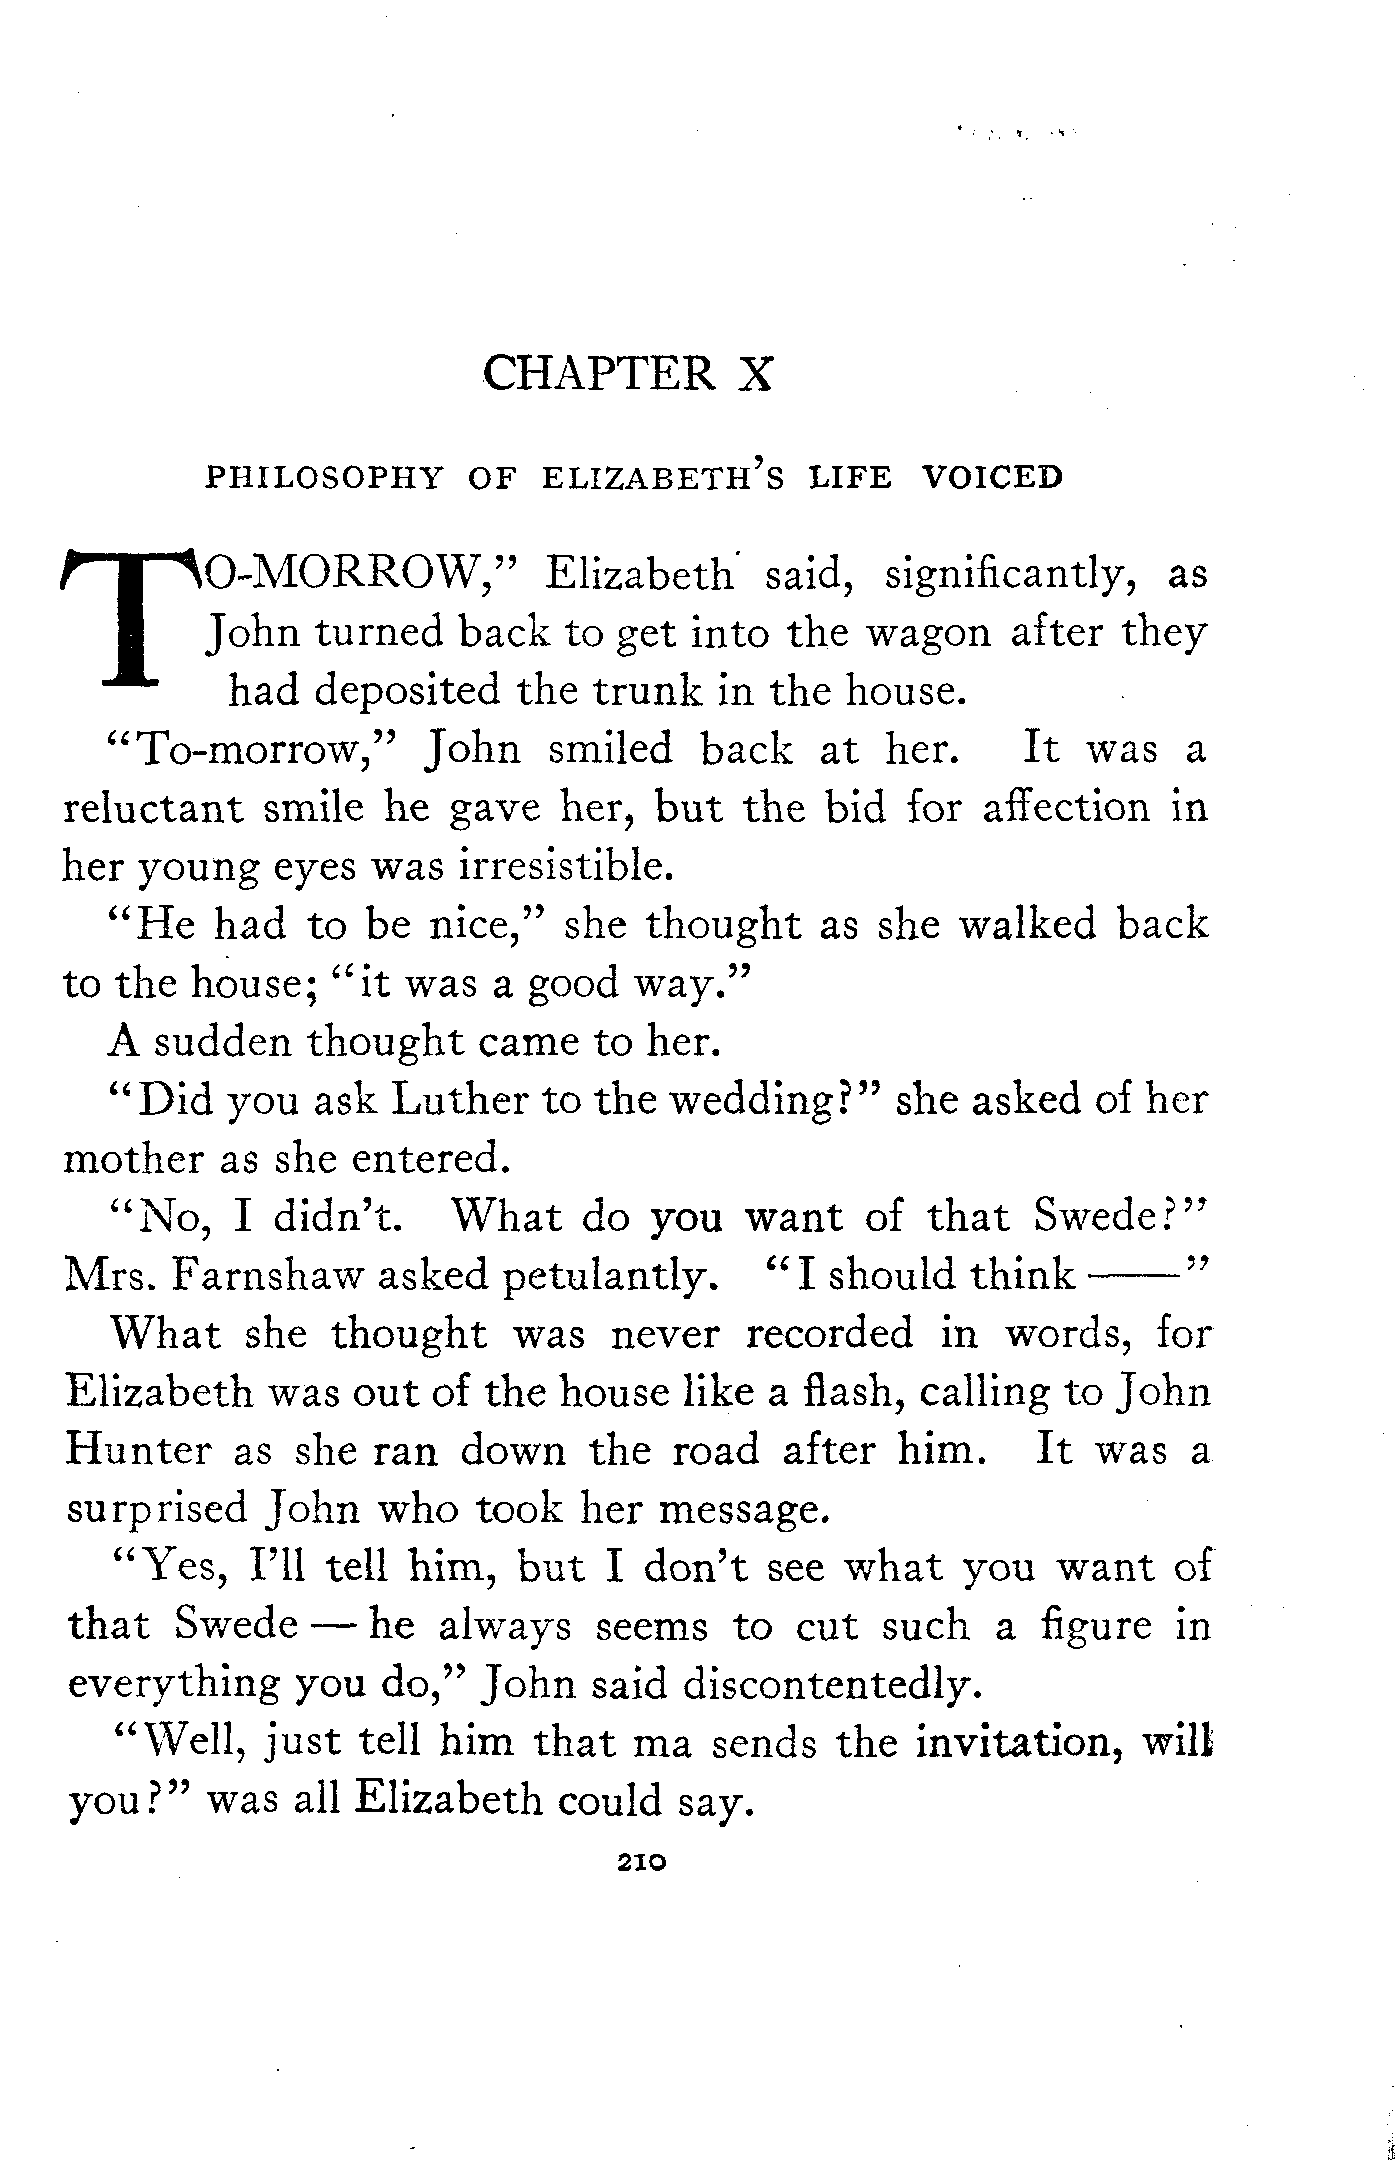 CHAPTER X
PHILOSOPHY OF ELIZABETH'S LIFE VOICED
TO-MORROW,” Elizabeth said, significantly, as
John turned back to get into the wagon after they
had deposited the trunk in the house.
“To-morrow,” John smiled back at her. It was a
reluctant smile he gave her, but the bid for affection in
her young eyes was irresistible.
“He had to be nice,” she thought as she walked back
to the house; “it was a good way.”
A sudden thought came to her.
“Did you ask Luther to the wedding?” she asked of her
mother as she entered.
“No, I didn’t. What do you want of that Swede?”
Mrs. Farnshaw asked petulantly. “I should think ——”
What she thought was never recorded in words, for
Elizabeth was out of the house like a flash, calling to John
Hunter as she ran down the road after him. It was a
surprised John who took her message.
“Yes, I’ll tell him, but I don’t see what you want of
that Swede — he always seems to cut such a figure in
everything you do,” John said discontentedly.
“Well, just tell him that ma sends the invitation, will
you?” was all Elizabeth could say.
210